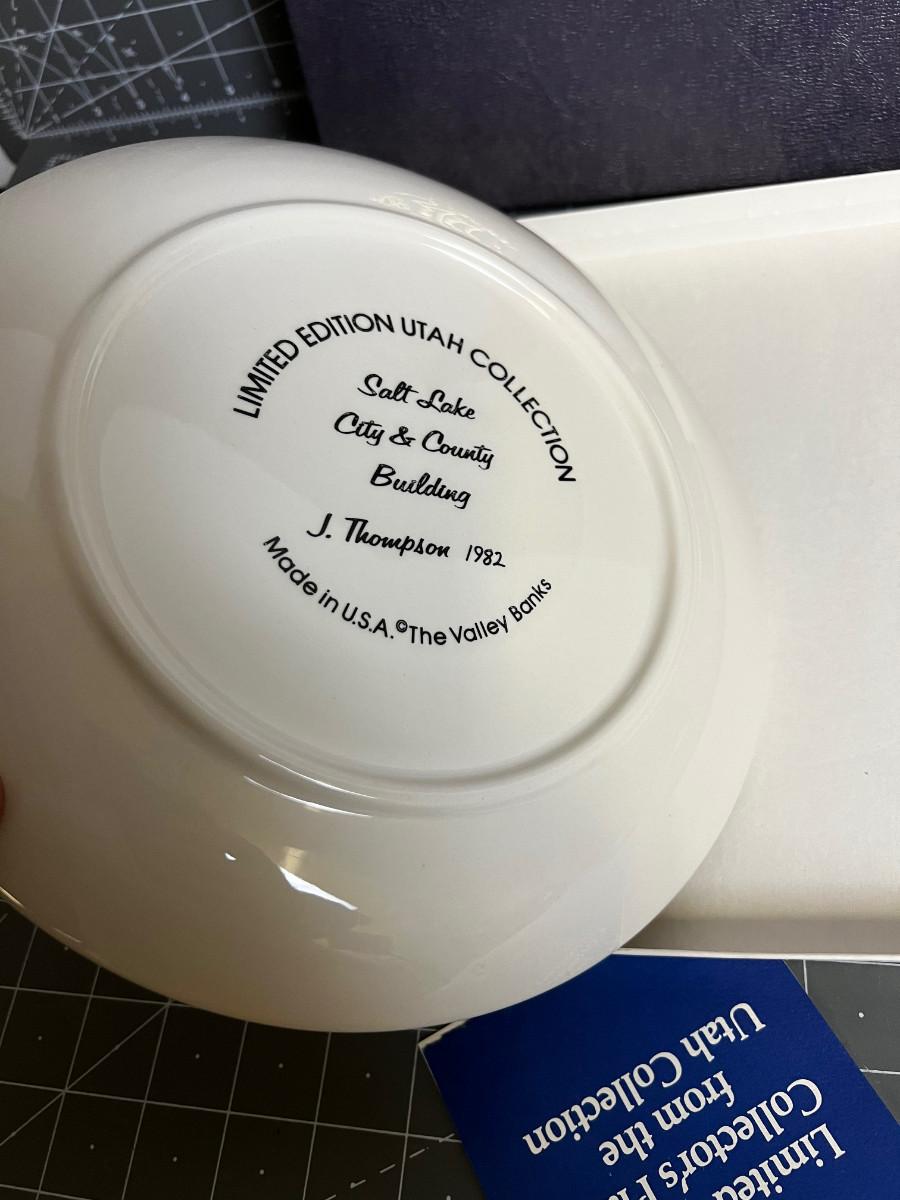 LIMITED EDITION UTAH COLLECTION
Salt Lake
City & County
Building
J. Thompson 1982
Made in U.S.A. ©The Valley Banks
Limited
Collector's
from the
Utah Collection